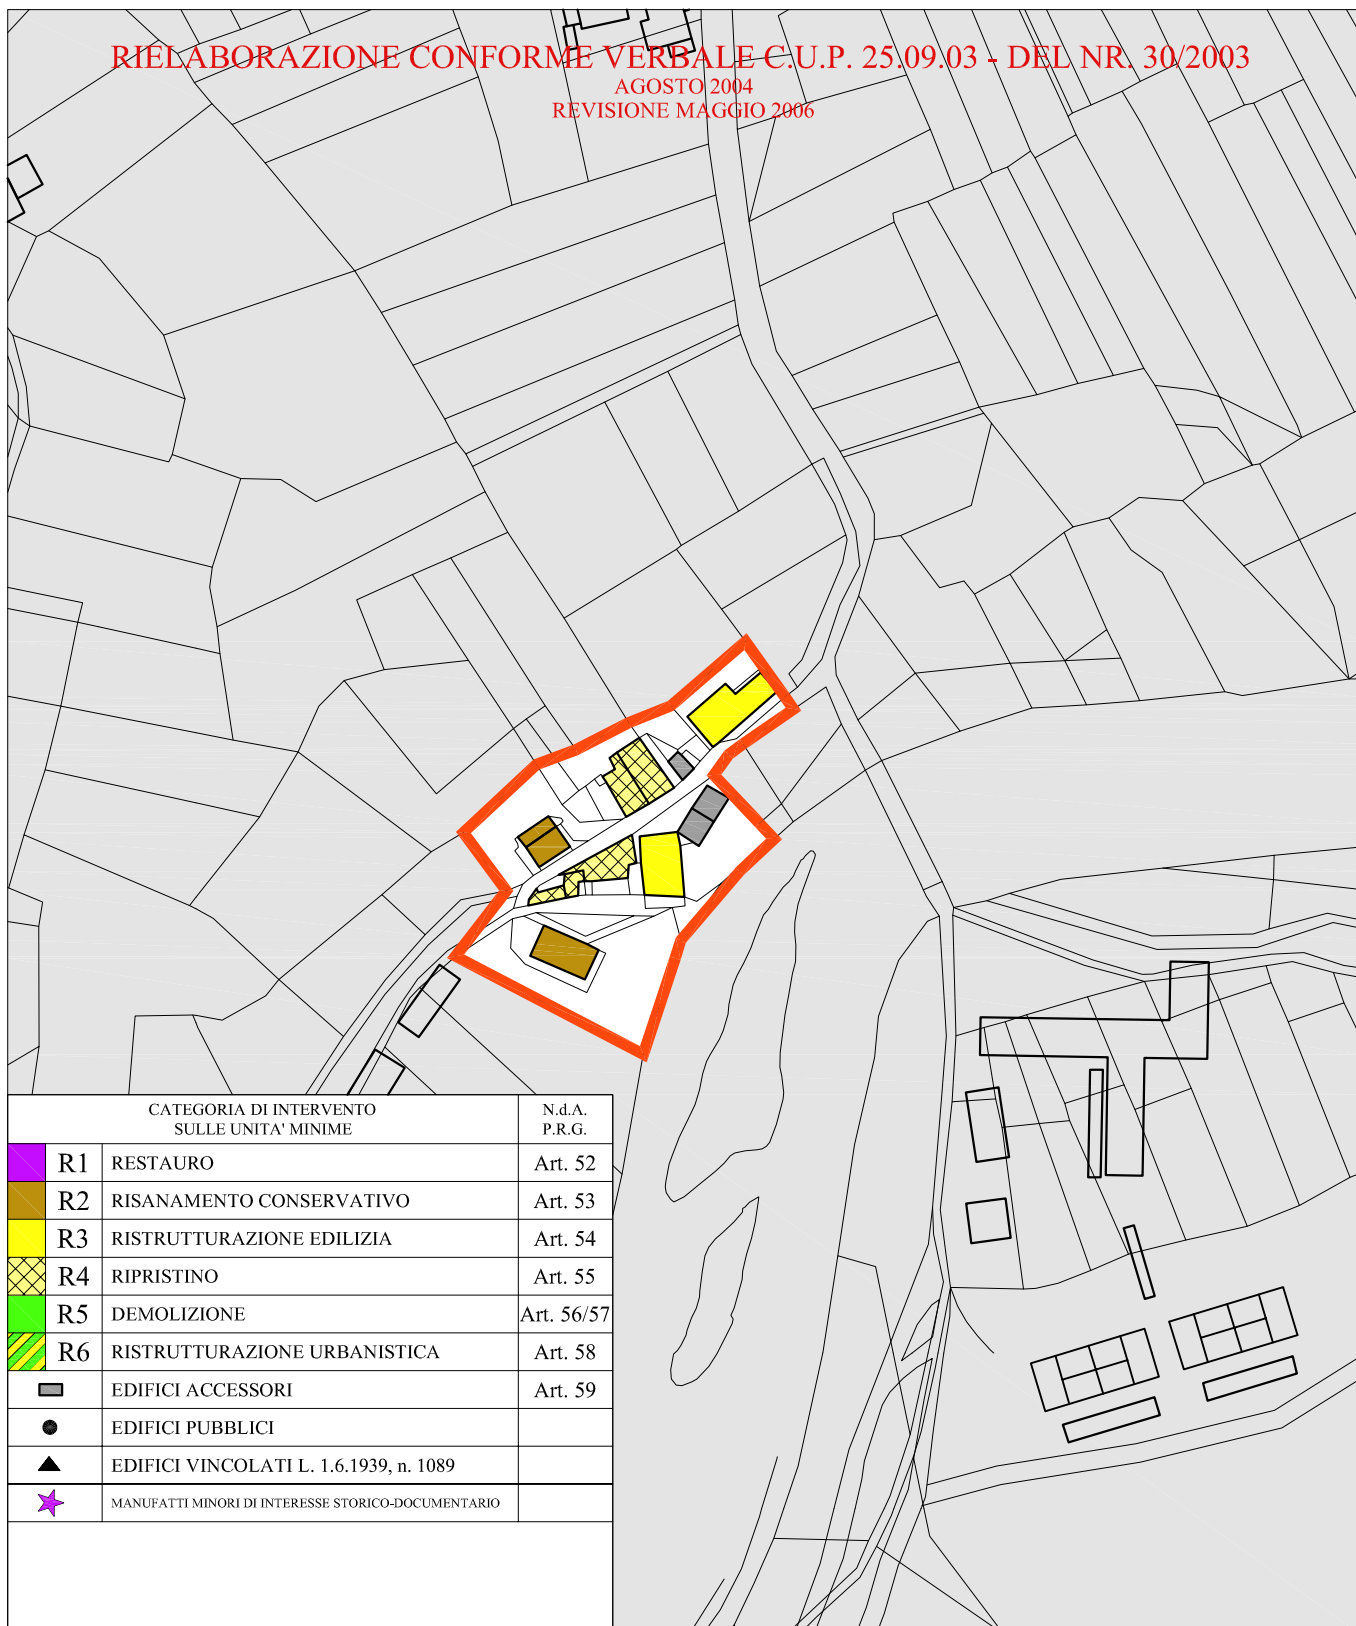 RIELABORAZIONE CONFORME VERBALE C.U.P. 25.09.03 - DEL NR. 30/2003
AGOSTO 2004
REVISIONE MAGGIO 2006
CATEGORIA DI INTERVENTO
SULLE UNITA' MINIME
N.d.A.
P.R.G.
R1 RESTAURO Art. 52
R2 RISANAMENTO CONSERVATIVO Art. 53
R3 RISTRUTTURAZIONE EDILIZIA Art. 54
R4 RIPRISTINO Art. 55
R5 DEMOLIZIONE Art. 56/57
R6 RISTRUTTURAZIONE URBANISTICA Art. 58
EDIFICI ACCESSORI Art. 59
EDIFICI PUBBLICI
EDIFICI VINCOLATI L. 1.6.1939, n. 1089
MANUFATTI MINORI DI INTERESSE STORICO-DOCUMENTARIO